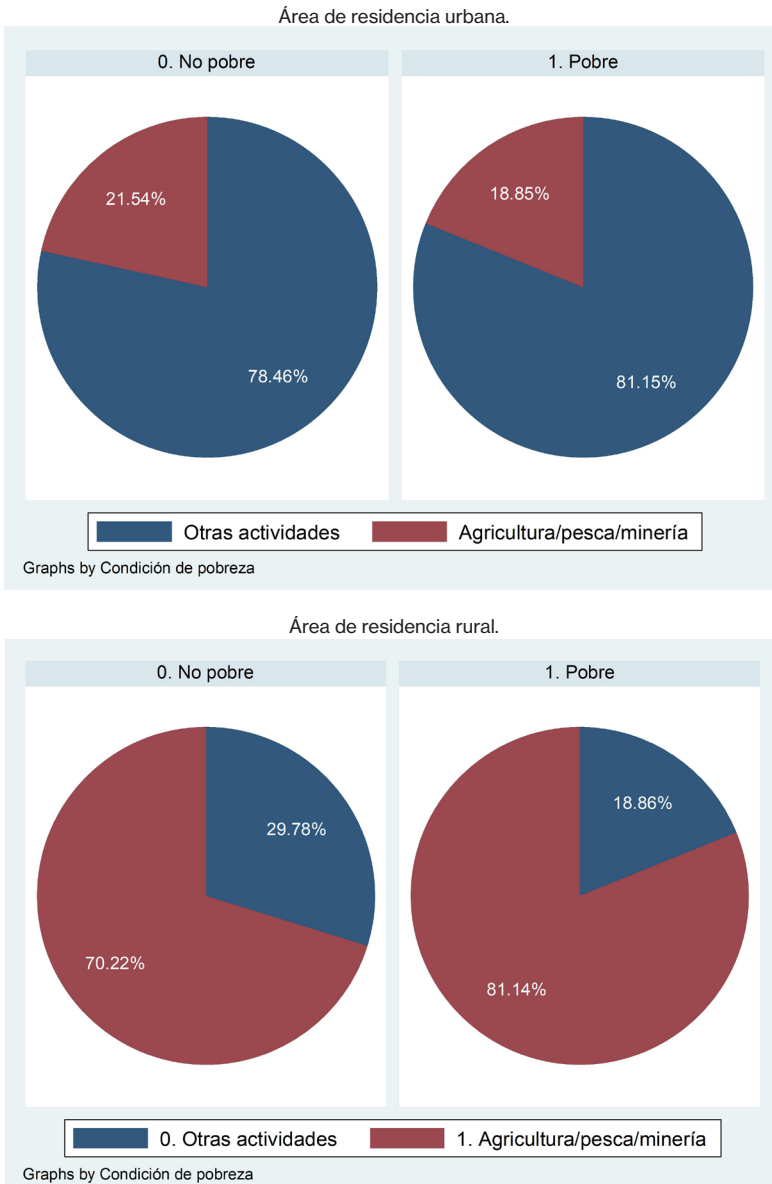 Área de residencia urbana.
0. No pobre
1. Pobre
21.54%
78.46%
18.85%
81.15%
Otras actividades
Agricultura/pesca/minería
Graphs by Condición de pobreza
Área de residencia rural.
0. No pobre
1. Pobre
29.78%
70.22%
18.86%
81.14%
0. Otras actividades
1. Agricultura/pesca/minería
Graphs by Condición de pobreza